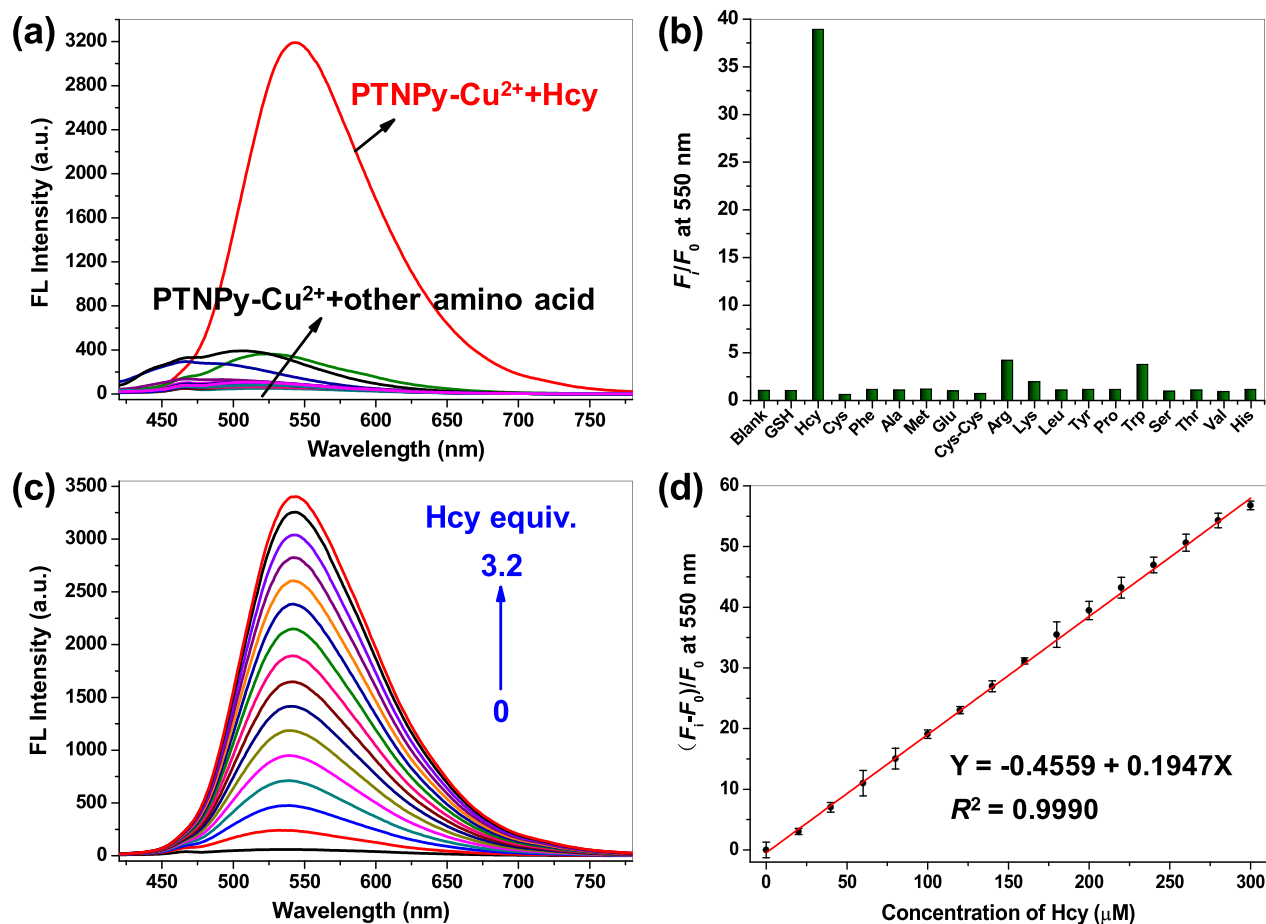 (a)
3200
2800
2400
2000
1600
1200
800
400
0
FL Intensity (a.u.)
PTNPy-Cu²⁺+Hcy
PTNPy-Cu²⁺+other amino acid
450 500 550 600 650 700 750
Wavelength (nm)
(b)
40
35
30
25
20
15
10
5
0
Fi/F0 at 550 nm
Blank GSH Hcy Cys Phe Ala Met Glu Cys-Cys Arg Lys Leu Tyr Pro Trp Ser Thr Val His
(c)
3500
3000
2500
2000
1500
1000
500
0
FL Intensity (a.u.)
Hcy equiv.
3.2
0
450 500 550 600 650 700 750
Wavelength (nm)
(d)
60
50
40
30
20
10
0
(Fi-F0)/F0 at 550 nm
Y = -0.4559 + 0.1947X
R² = 0.9990
0 50 100 150 200 250 300
Concentration of Hcy (μM)